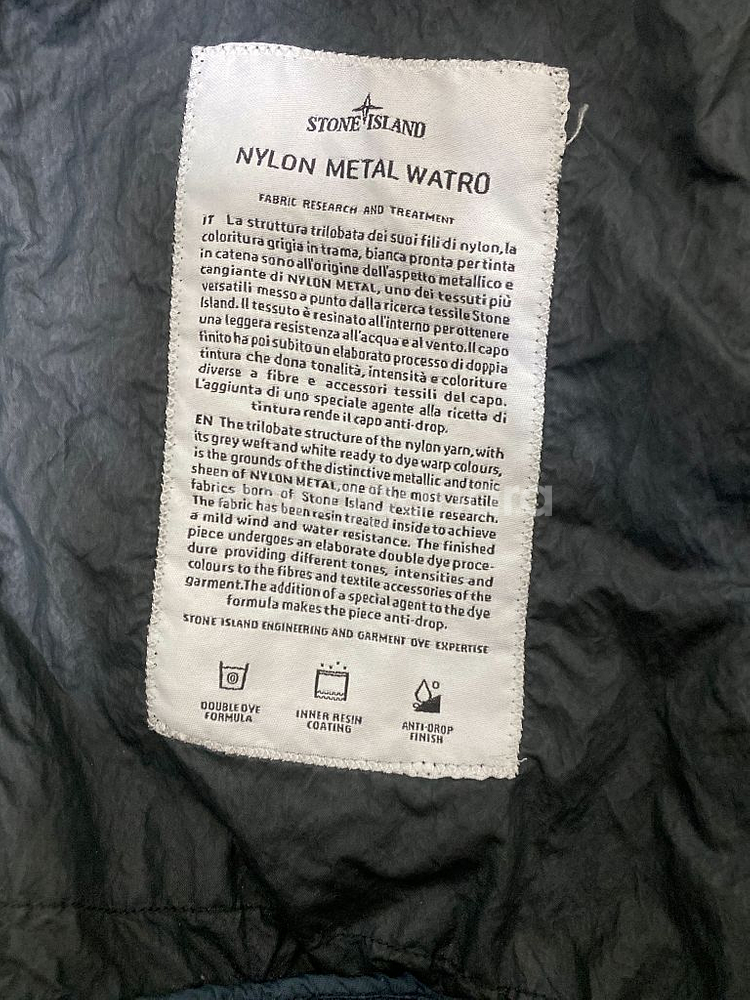 STONE ISLAND
NYLON METAL WATRO
FABRIC RESEARCH AND TREATMENT
IT La struttura trilobata dei suoi fili di nylon, la
coloritura grigia in trama, bianca pronta per tinta
in catena sono all'origine dell'aspetto metallico e
cangiante di NYLON METAL, uno dei tessuti più
versatili messo a punto dalla ricerca tessile Stone
Island. Il tessuto è resinato all'interno per ottenere
una leggera resistenza all'acqua e al vento. Il capo
finito ha poi subito un elaborato processo di doppia
tintura che dona tonalità, intensità e coloriture
diverse a fibre e accessori tessili del capo.
L'aggiunta di uno speciale agente alla ricetta di
tintura rende il capo anti-drop.
EN The trilobate structure of the nylon yarn, with
its grey weft and white ready to dye warp colours,
is the grounds of the distinctive metallic and tonic
sheen of NYLON METAL, one of the most versatile
fabrics born of Stone Island textile research.
The fabric has been resin treated inside to achieve
a mild wind and water resistance. The finished
piece undergoes an elaborate double dye proce-
dure providing different tones, intensities and
colours to the fibres and textile accessories of the
garment. The addition of a special agent to the dye
formula makes the piece anti-drop.
STONE ISLAND ENGINEERING AND GARMENT DYE EXPERTISE
DOUBLE DYE
FORMULA
INNER RESIN
COATING
ANTI-DROP
FINISH